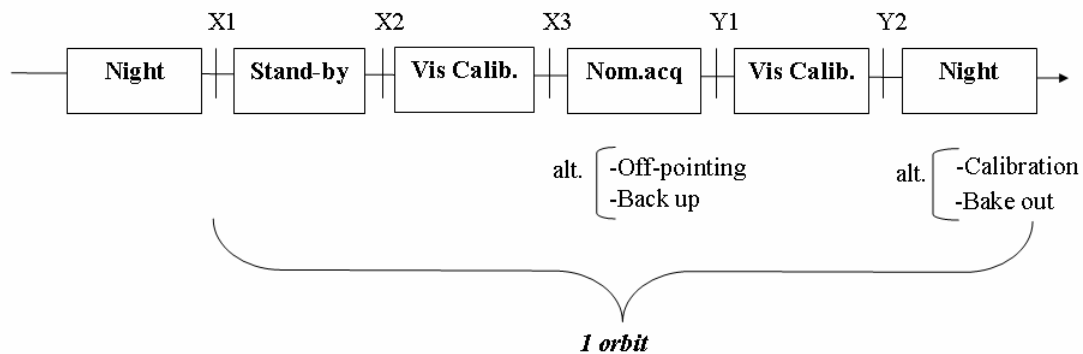 X1 X2 X3 Y1 Y2
Night Stand-by Vis Calib. Nom.acq Vis Calib. Night
alt. -Off-pointing
-Back up
alt. -Calibration
-Bake out
1 orbit